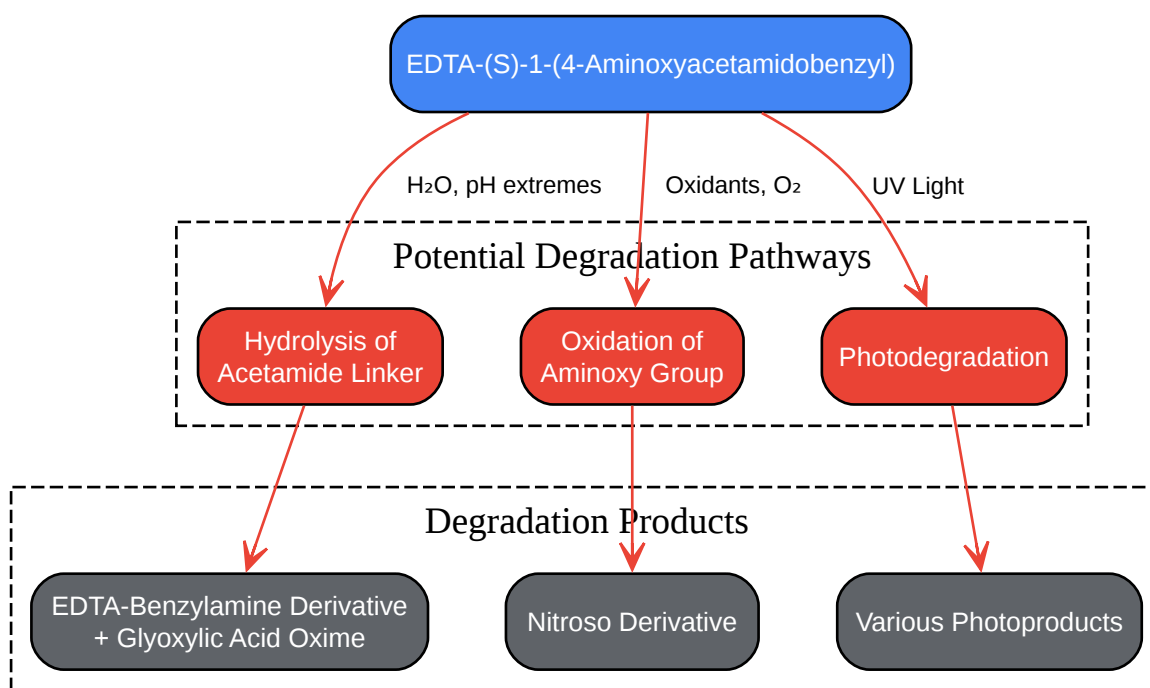 EDTA-(S)-1-(4-Aminoxyacetamidobenzyl)
H₂O, pH extremes
Oxidants, O₂
UV Light
Potential Degradation Pathways
Hydrolysis of
Acetamide Linker
Oxidation of
Aminoxy Group
Photodegradation
Degradation Products
EDTA-Benzylamine Derivative
+ Glyoxylic Acid Oxime
Nitroso Derivative
Various Photoproducts